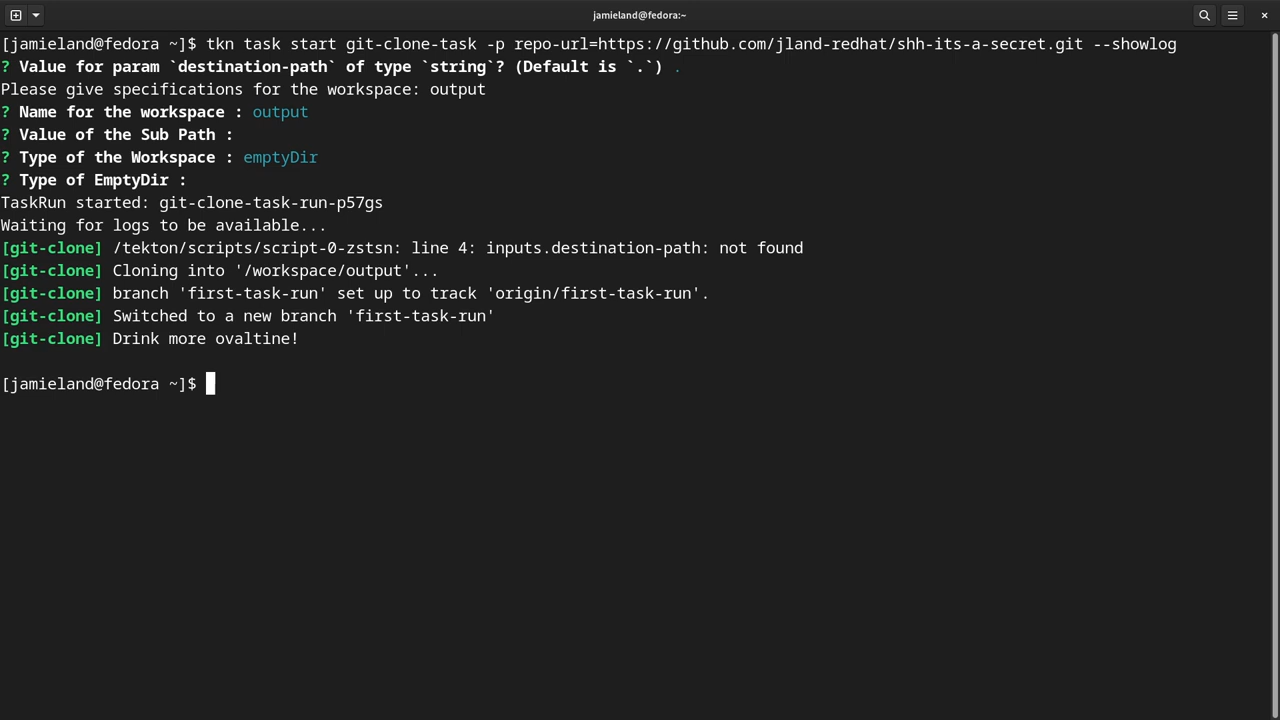 jamieland@fedora:~
[jamieland@fedora ~]$ tkn task start git-clone-task -p repo-url=https://github.com/jland-redhat/shh-its-a-secret.git --showlog
? Value for param `destination-path` of type `string`? (Default is `.`) .
Please give specifications for the workspace: output
? Name for the workspace : output
? Value of the Sub Path :
? Type of the Workspace : emptyDir
? Type of EmptyDir :
TaskRun started: git-clone-task-run-p57gs
Waiting for logs to be available...
[git-clone] /tekton/scripts/script-0-zstsn: line 4: inputs.destination-path: not found
[git-clone] Cloning into '/workspace/output'...
[git-clone] branch 'first-task-run' set up to track 'origin/first-task-run'.
[git-clone] Switched to a new branch 'first-task-run'
[git-clone] Drink more ovaltine!
[jamieland@fedora ~]$